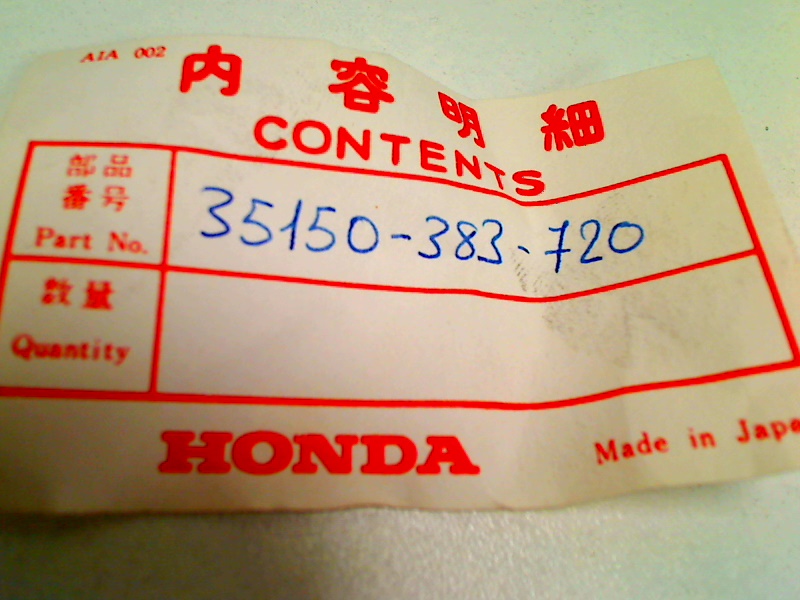 AIA 002
内容明細
CONTENTS
部品
番号
Part No.
35150-383-720
数量
Quantity
HONDA
Made in Japa